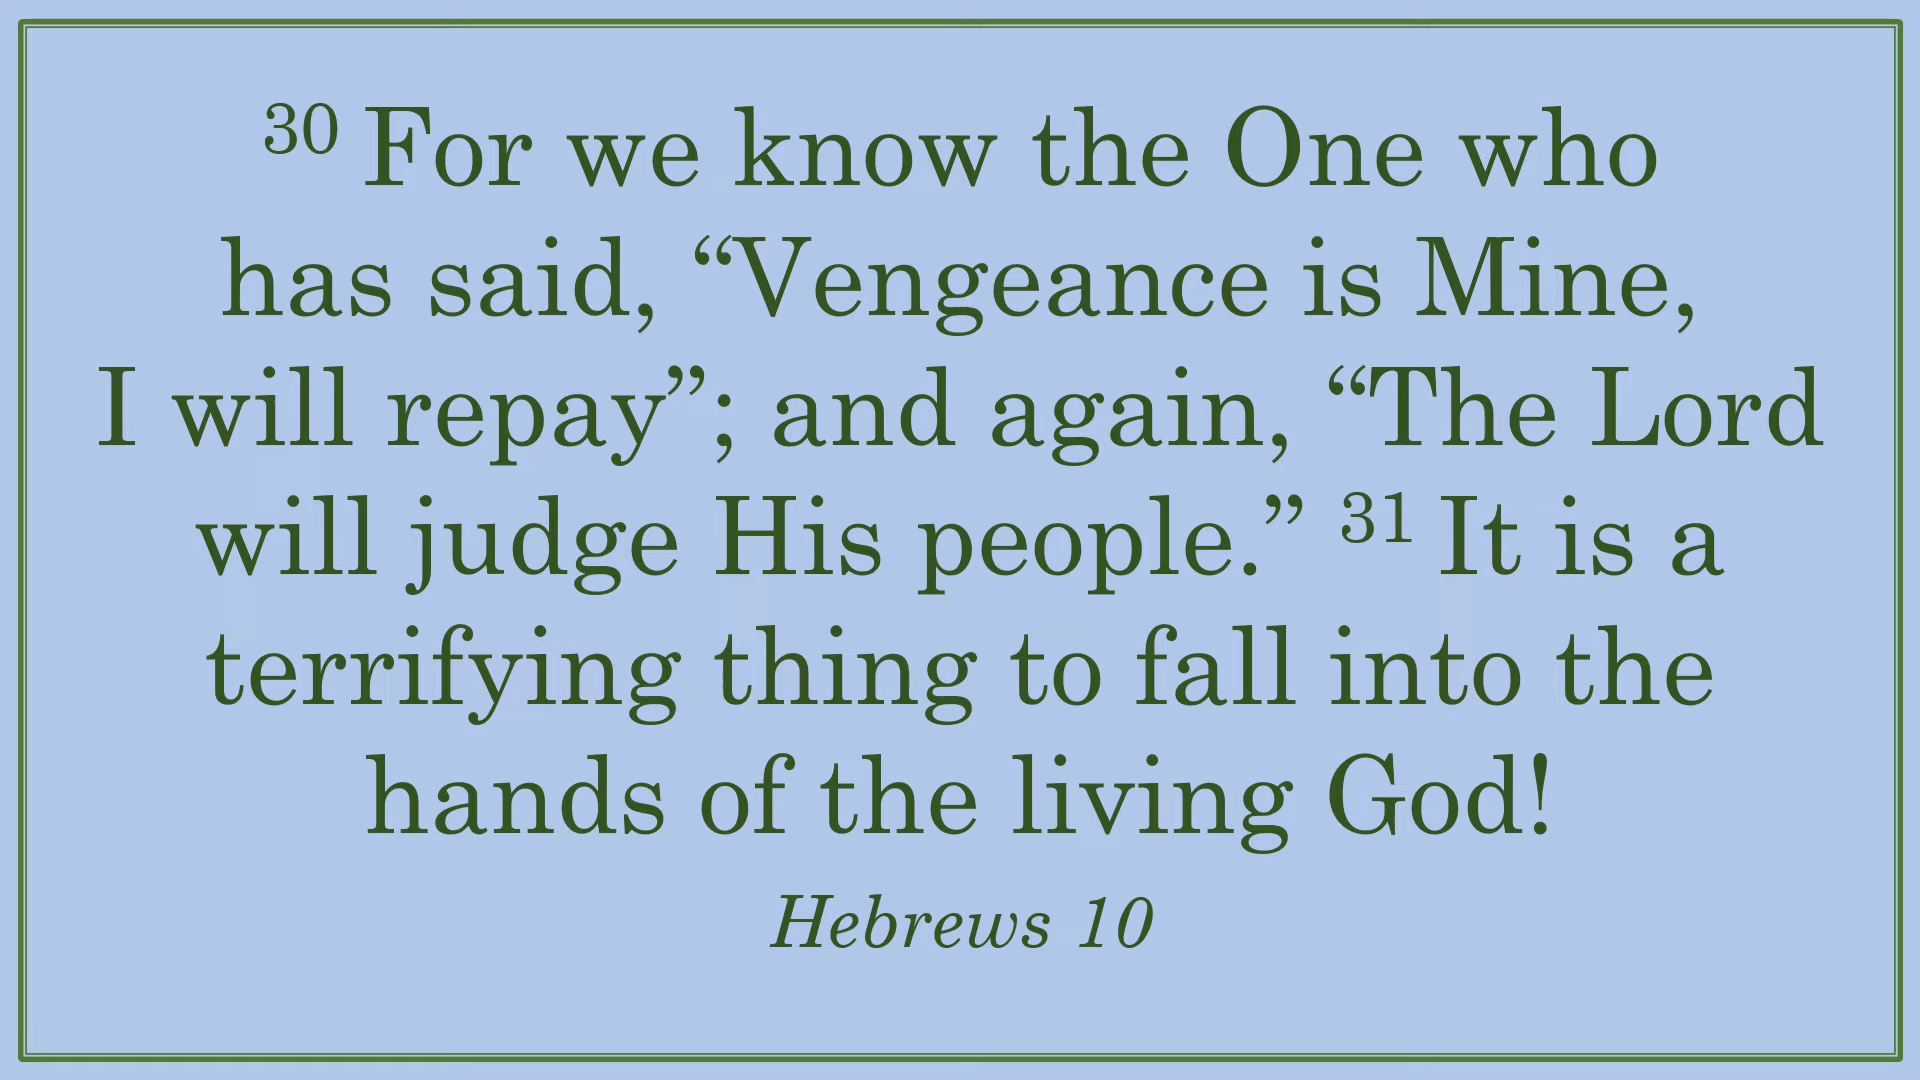 30 For we know the One who
has said, “Vengeance is Mine,
I will repay”; and again, “The Lord
will judge His people.” 31 It is a
terrifying thing to fall into the
hands of the living God!
Hebrews 10